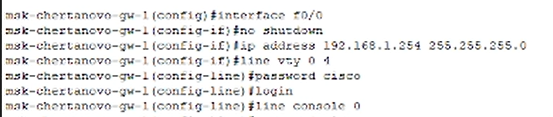 msk-chertanovo-gw-1(config)#interface f0/0
msk-chertanovo-gw-1(config-if)#no shutdown
msk-chertanovo-gw-1(config-if)#ip address 192.168.1.254 255.255.255.0
msk-chertanovo-gw-1(config-if)#line vty 0 4
msk-chertanovo-gw-1(config-line)#password cisco
msk-chertanovo-gw-1(config-line)#login
msk-chertanovo-gw-1(config-line)#line console 0